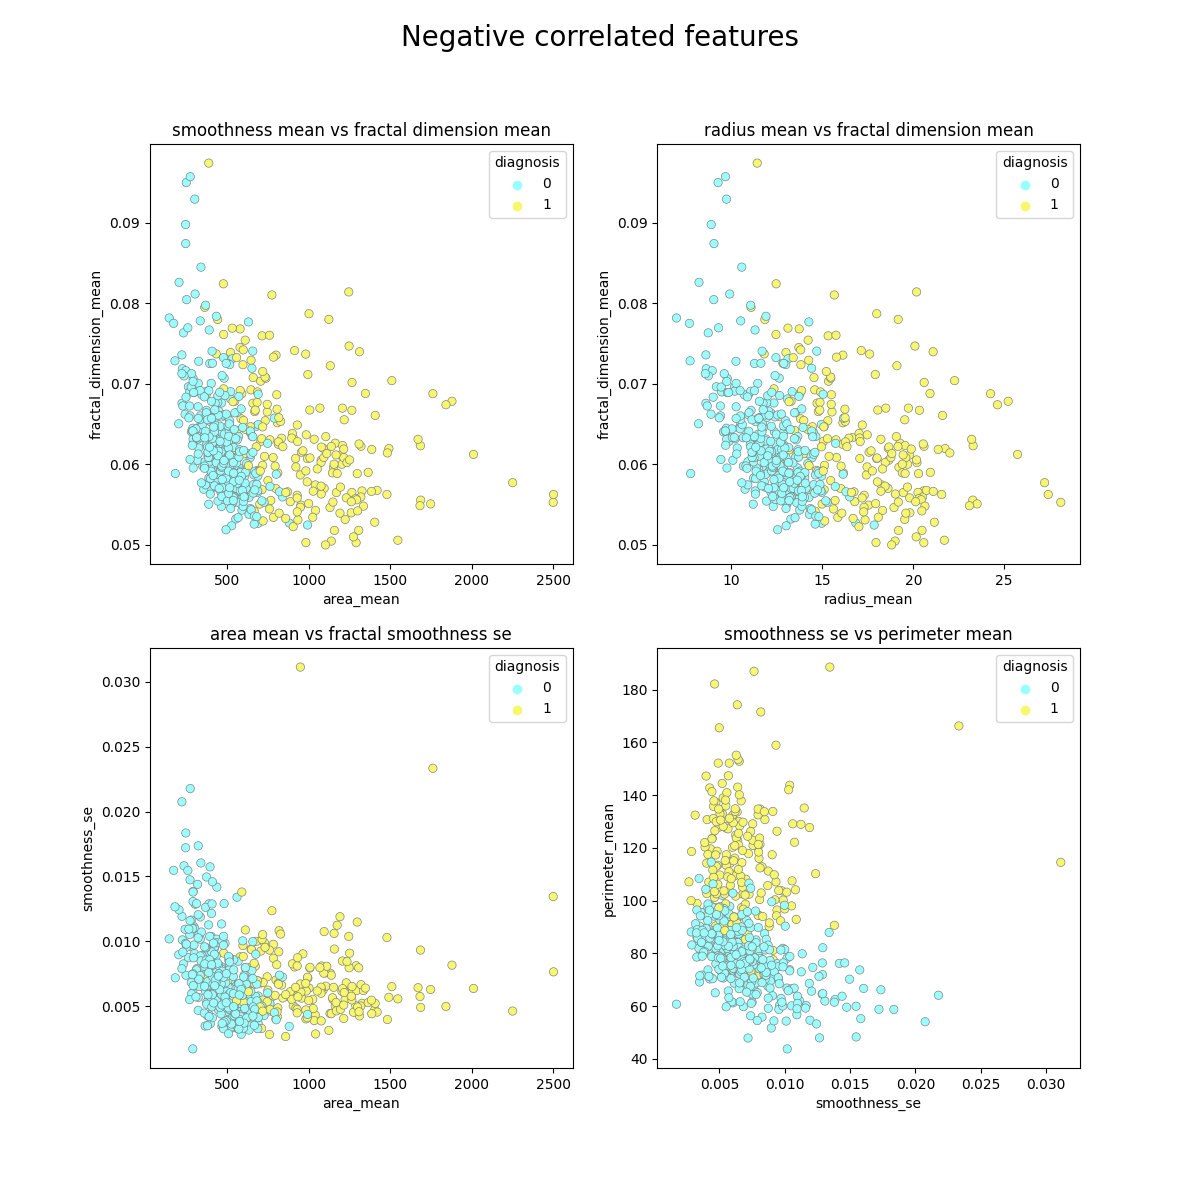 Negative correlated features
smoothness mean vs fractal dimension mean
diagnosis
0
1
0.09
0.08
0.07
0.06
0.05
fractal_dimension_mean
500 1000 1500 2000 2500
area_mean
radius mean vs fractal dimension mean
diagnosis
0
1
0.09
0.08
0.07
0.06
0.05
fractal_dimension_mean
10 15 20 25
radius_mean
area mean vs fractal smoothness se
diagnosis
0
1
0.030
0.025
0.020
0.015
0.010
0.005
smoothness_se
500 1000 1500 2000 2500
area_mean
smoothness se vs perimeter mean
diagnosis
0
1
180
160
140
120
100
80
60
40
perimeter_mean
0.005 0.010 0.015 0.020 0.025 0.030
smoothness_se